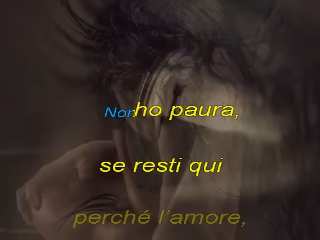 Non ho paura,
se resti qui
perché l'amore,